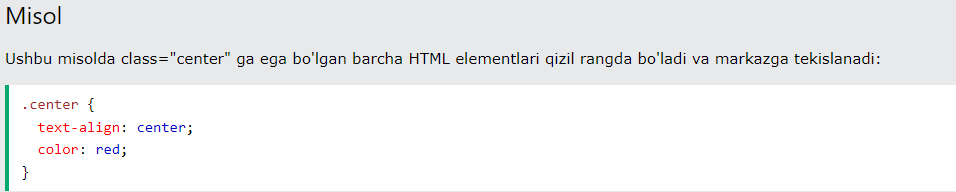 Misol
Ushbu misolda class="center" ga ega bo'lgan barcha HTML elementlari qizil rangda bo'ladi va markazga tekislanadi:
.center {
  text-align: center;
  color: red;
}